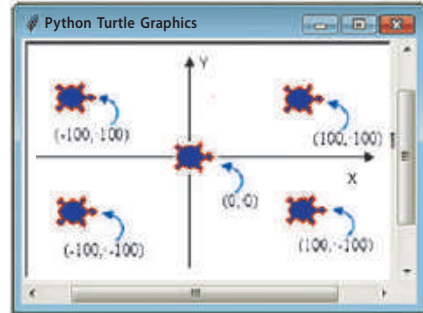 Python Turtle Graphics
Y
(-100, 100)
(100, 100)
X
(0, 0)
(-100, -100)
(100, -100)